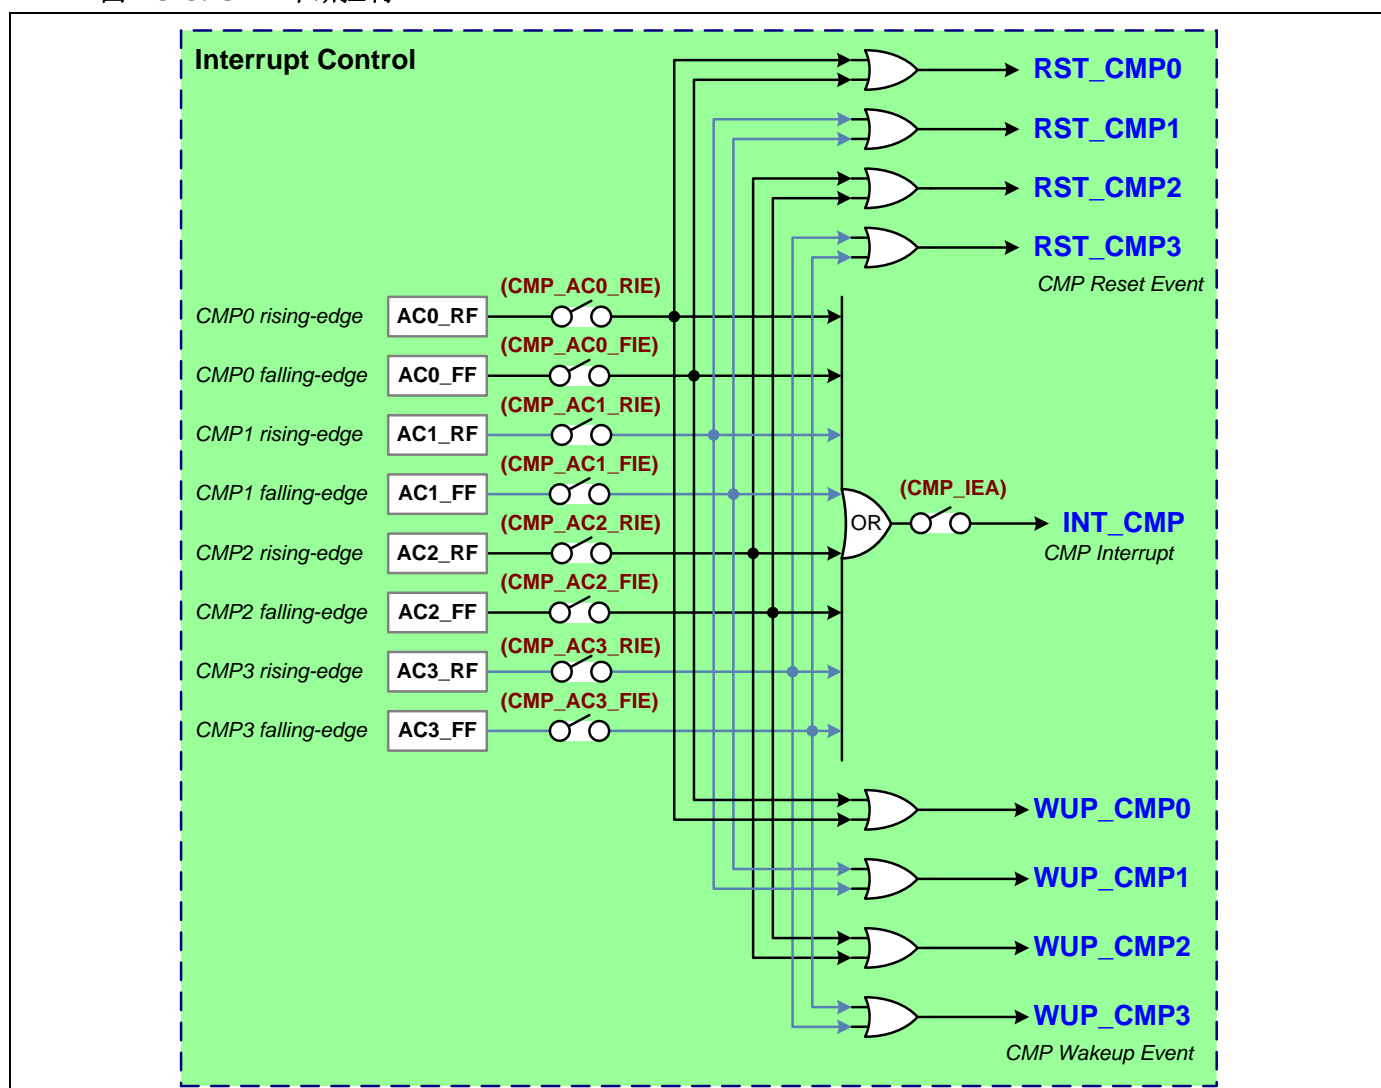 Interrupt Control
RST_CMP0
RST_CMP1
RST_CMP2
RST_CMP3
CMP Reset Event
(CMP_AC0_RIE)
CMP0 rising-edge AC0_RF
(CMP_AC0_FIE)
CMP0 falling-edge AC0_FF
(CMP_AC1_RIE)
CMP1 rising-edge AC1_RF
(CMP_AC1_FIE)
CMP1 falling-edge AC1_FF
(CMP_IEA)
OR
INT_CMP
CMP Interrupt
(CMP_AC2_RIE)
CMP2 rising-edge AC2_RF
(CMP_AC2_FIE)
CMP2 falling-edge AC2_FF
(CMP_AC3_RIE)
CMP3 rising-edge AC3_RF
(CMP_AC3_FIE)
CMP3 falling-edge AC3_FF
WUP_CMP0
WUP_CMP1
WUP_CMP2
WUP_CMP3
CMP Wakeup Event